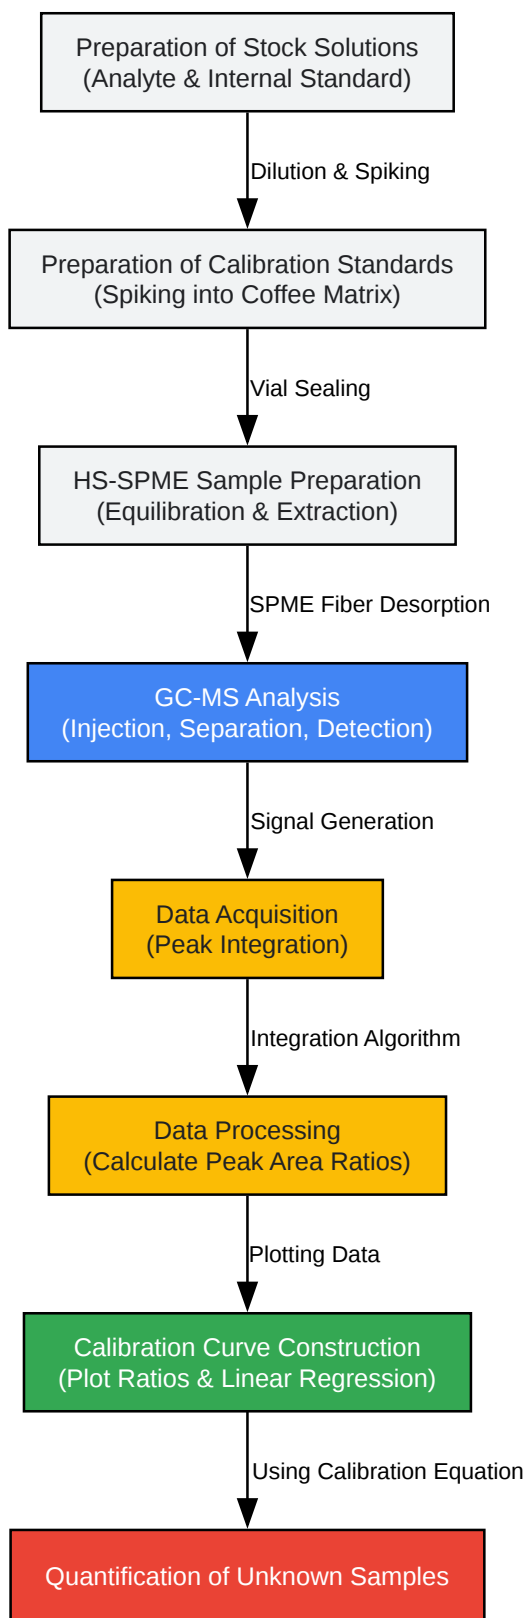 Preparation of Stock Solutions
(Analyte & Internal Standard)
Dilution & Spiking
Preparation of Calibration Standards
(Spiking into Coffee Matrix)
Vial Sealing
HS-SPME Sample Preparation
(Equilibration & Extraction)
SPME Fiber Desorption
GC-MS Analysis
(Injection, Separation, Detection)
Signal Generation
Data Acquisition
(Peak Integration)
Integration Algorithm
Data Processing
(Calculate Peak Area Ratios)
Plotting Data
Calibration Curve Construction
(Plot Ratios & Linear Regression)
Using Calibration Equation
Quantification of Unknown Samples